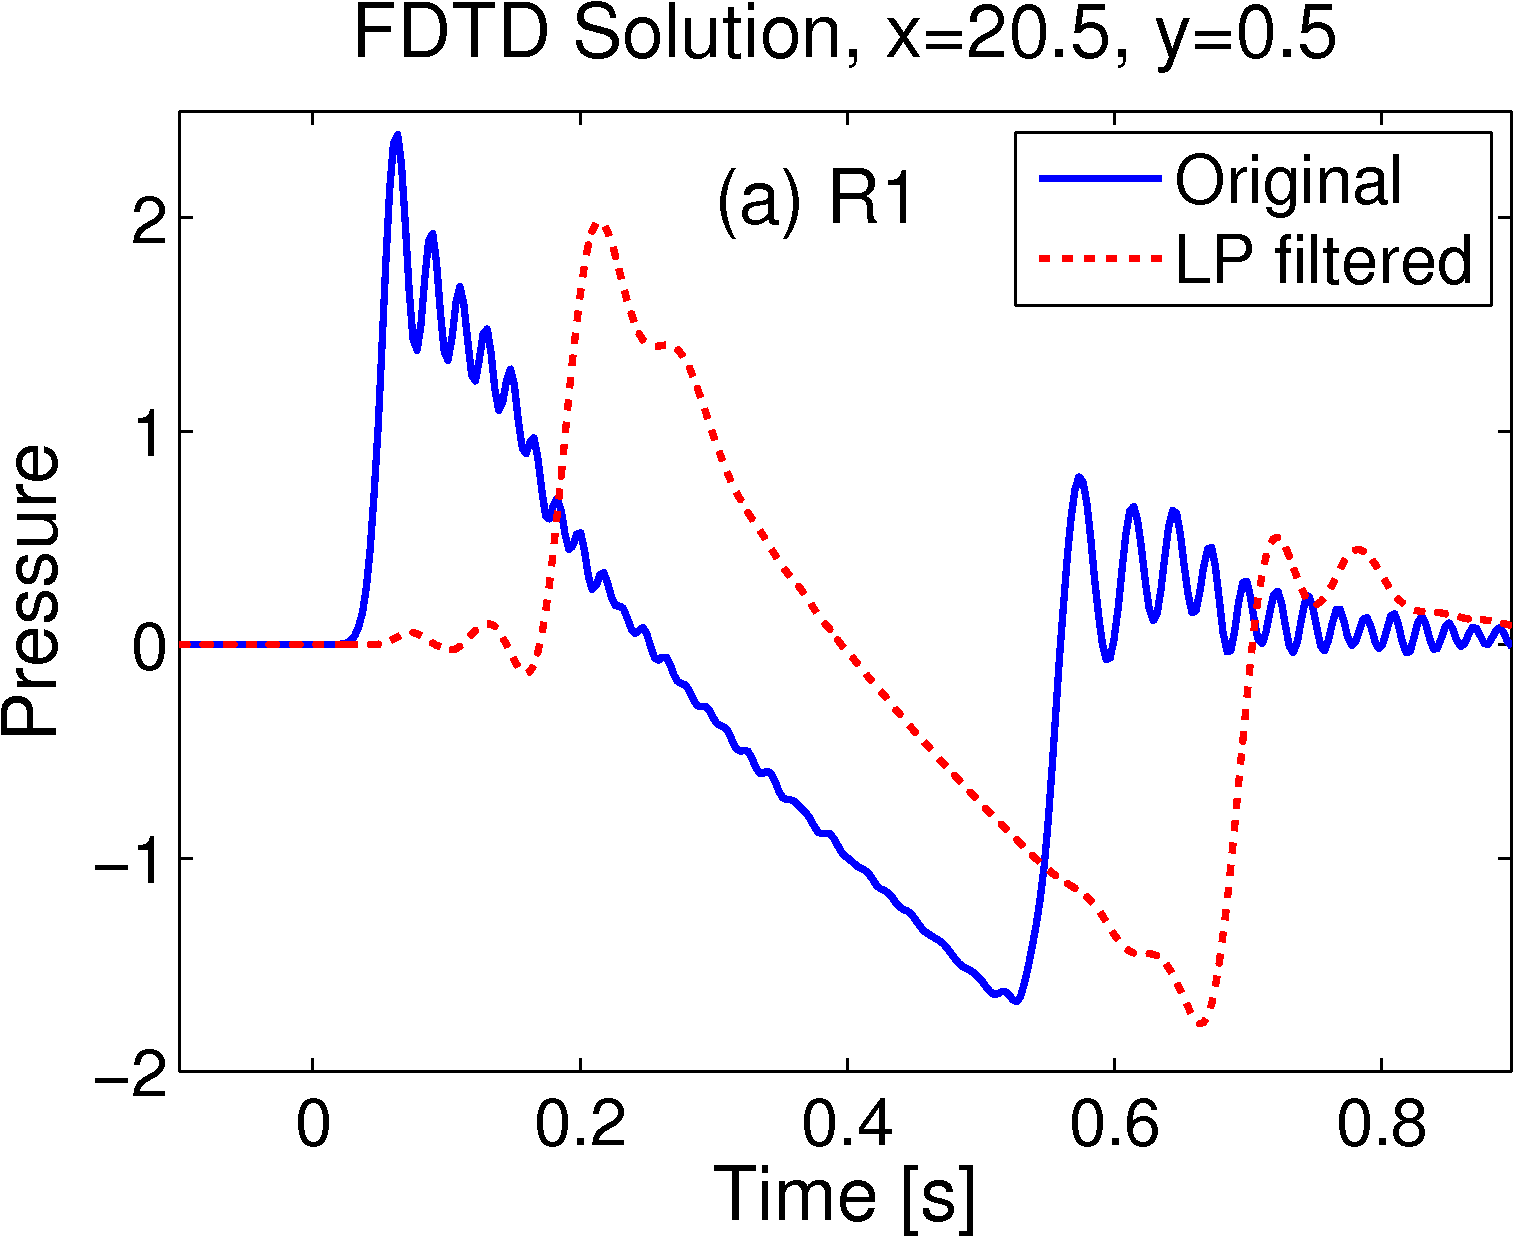 FDTD Solution, x=20.5, y=0.5
(a) R1
Original
LP filtered
Pressure
2
1
0
−1
−2
0 0.2 0.4 0.6 0.8
Time [s]